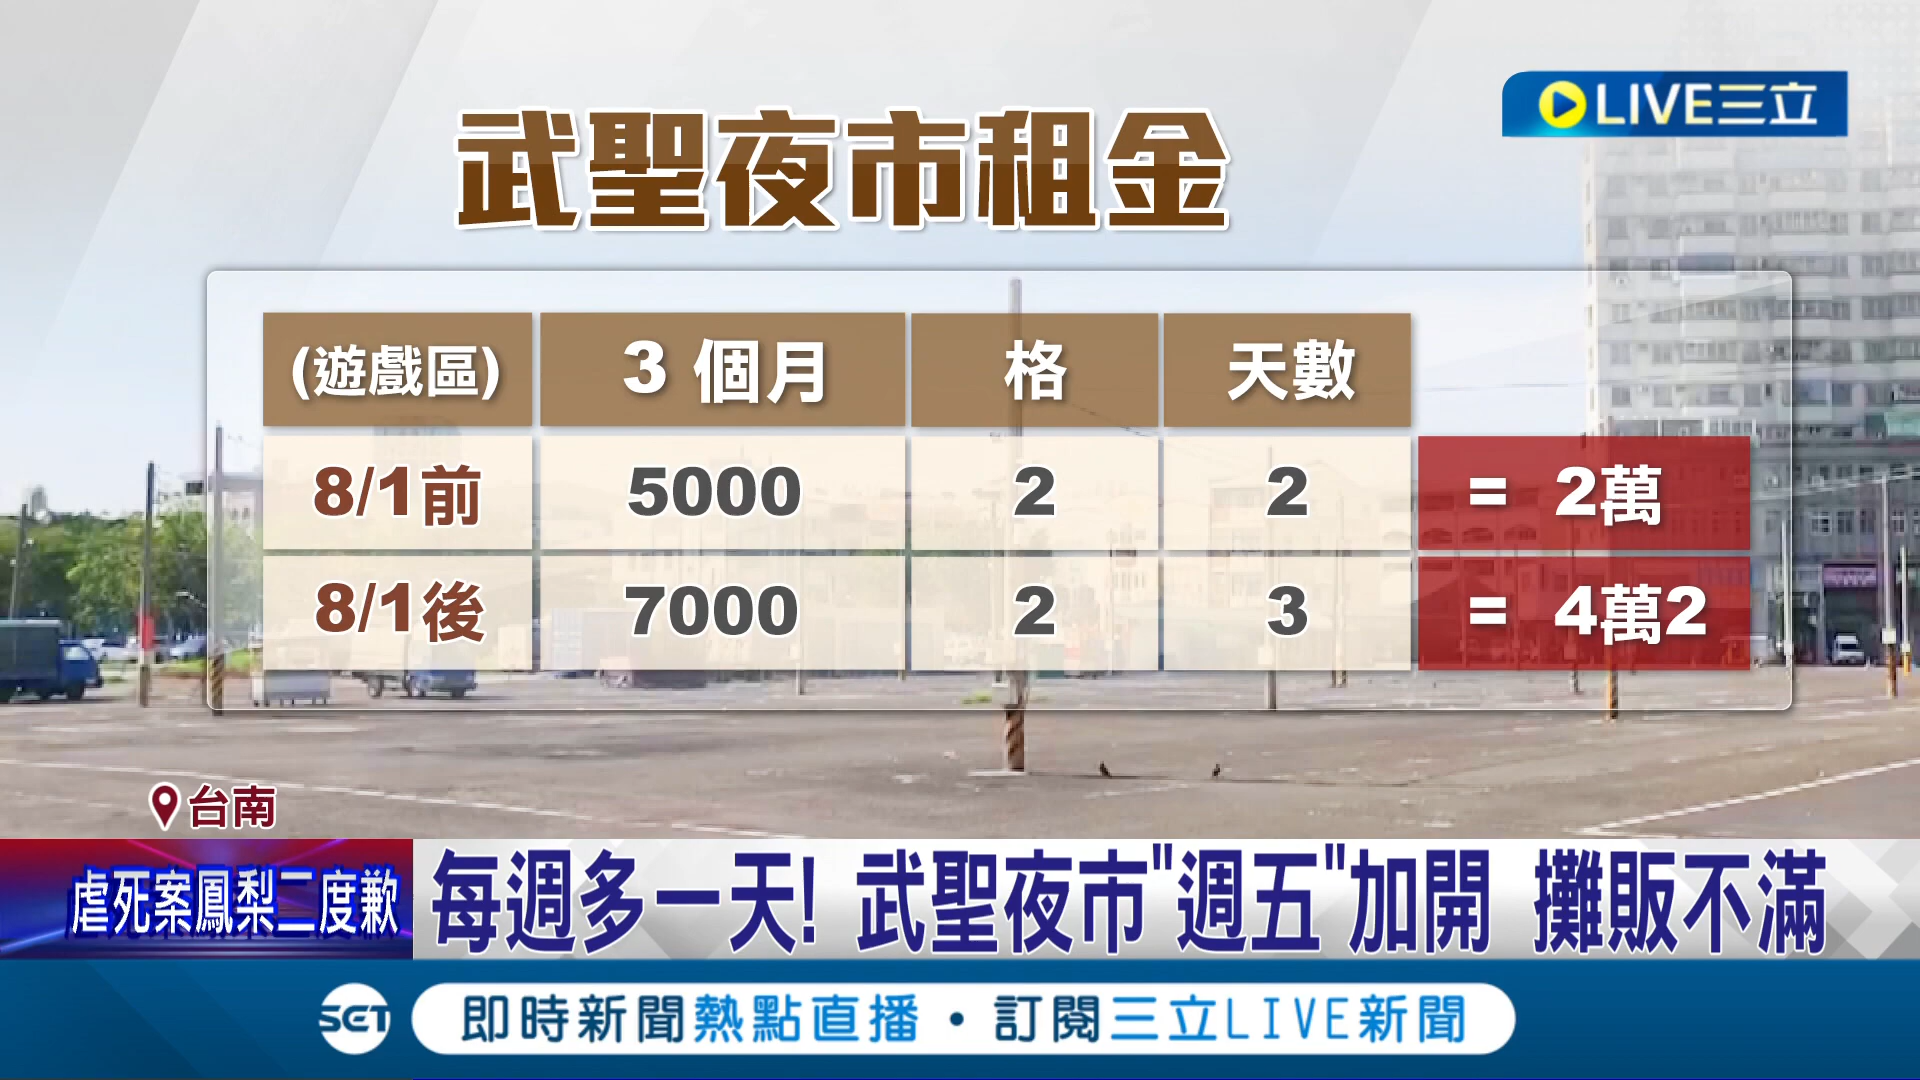 LIVE三立
武聖夜市租金
(遊戲區) 3 個月 格 天數
8/1前 5000 2 2 = 2萬
8/1後 7000 2 3 = 4萬2
台南
虐死案鳳梨二度歉
每週多一天! 武聖夜市"週五"加開 攤販不滿
SET 即時新聞熱點直播・訂閱三立LIVE新聞